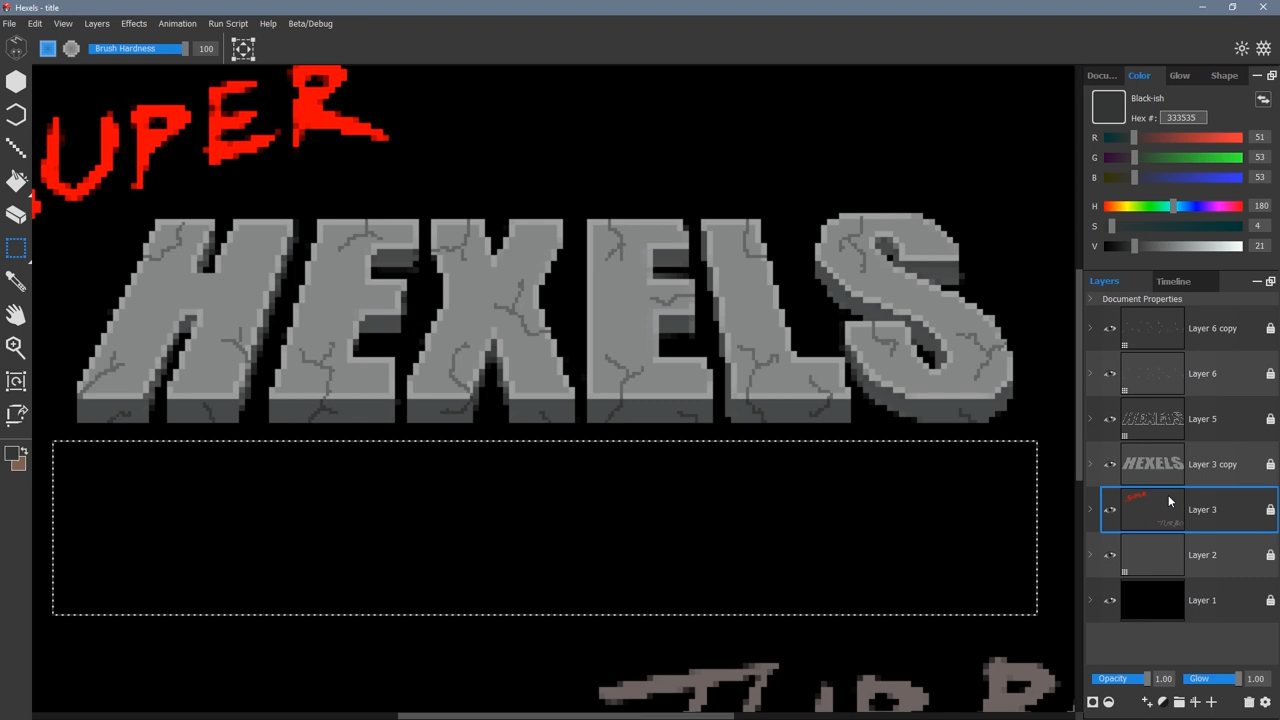 Hexels - title
File Edit View Layers Effects Animation Run Script Help Beta/Debug
Brush Hardness 100
Docu... Color Glow Shape
Black-ish
Hex #: 333535
R 51
G 53
B 53
H 180
S 4
V 21
UPER
HEXELS
TURB
Layers Timeline
Document Properties
Layer 6 copy
Layer 6
Layer 5
HEXELS Layer 3 copy
Layer 3
Layer 2
Layer 1
Opacity 1.00 Glow 1.00